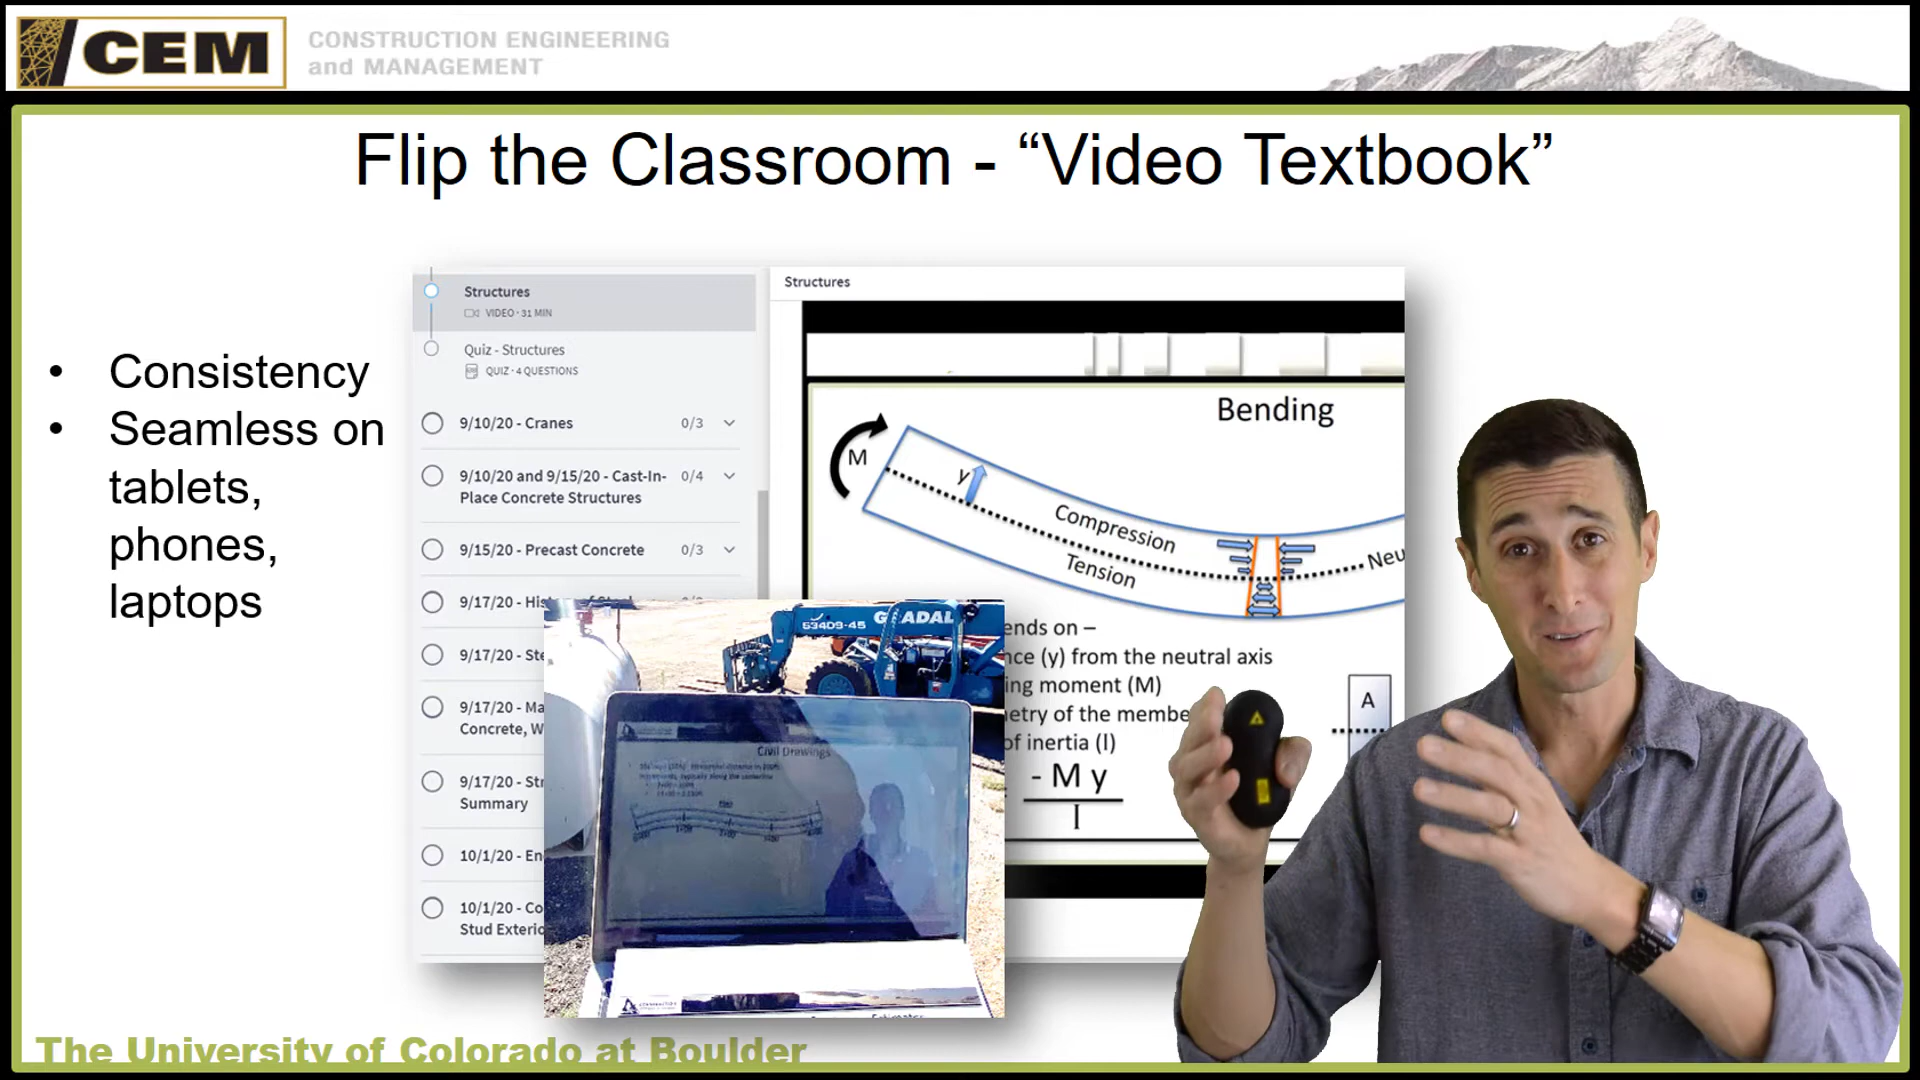 CEM
CONSTRUCTION ENGINEERING
and MANAGEMENT
Flip the Classroom - “Video Textbook”
• Consistency
• Seamless on
tablets,
phones,
laptops
Structures
VIDEO · 31 MIN
Quiz - Structures
QUIZ · 4 QUESTIONS
9/10/20 - Cranes 0/3
9/10/20 and 9/15/20 - Cast-In-
Place Concrete Structures 0/4
9/15/20 - Precast Concrete 0/3
9/17/20 - His
9/17/20 - Ste
9/17/20 - Ma
Concrete, W
9/17/20 - Str
Summary
10/1/20 - En
10/1/20 - Co
Stud Exterio
Structures
Bending
M
y
Compression
Tension
Neu
ends on –
nce (y) from the neutral axis
ing moment (M)
etry of the membe
of inertia (I)
- M y
I
A
534D9-45
GRADAL
Civil Drawings
The University of Colorado at Boulder